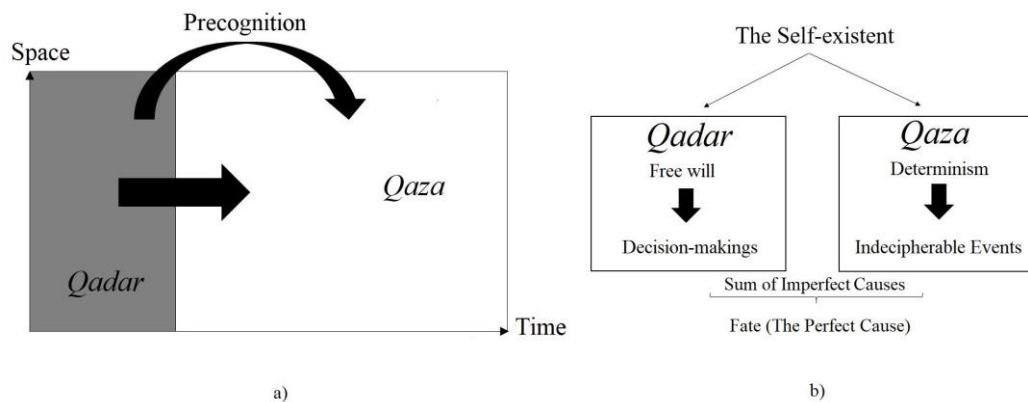 Precognition
Space
Qaza
Qadar
Time
a)
The Self-existent
Qadar
Free will
Decision-makings
Qaza
Determinism
Indecipherable Events
Sum of Imperfect Causes
Fate (The Perfect Cause)
b)